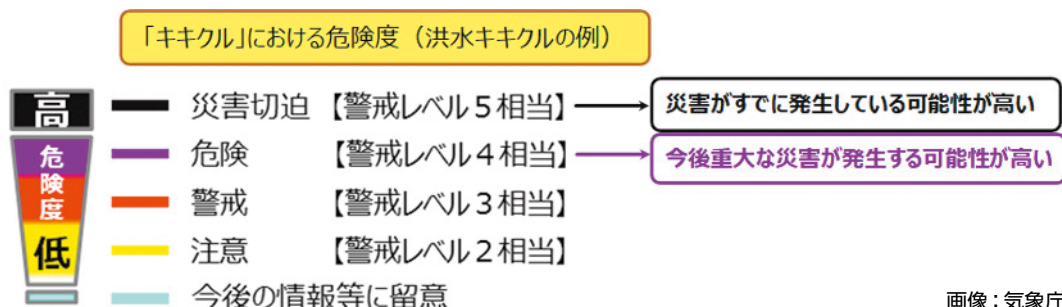 「キキクル」における危険度（洪水キキクルの例）
高
危険度
低
災害切迫【警戒レベル５相当】
災害がすでに発生している可能性が高い
危険【警戒レベル４相当】
今後重大な災害が発生する可能性が高い
警戒【警戒レベル３相当】
注意【警戒レベル２相当】
今後の情報等に留意
画像：気象庁